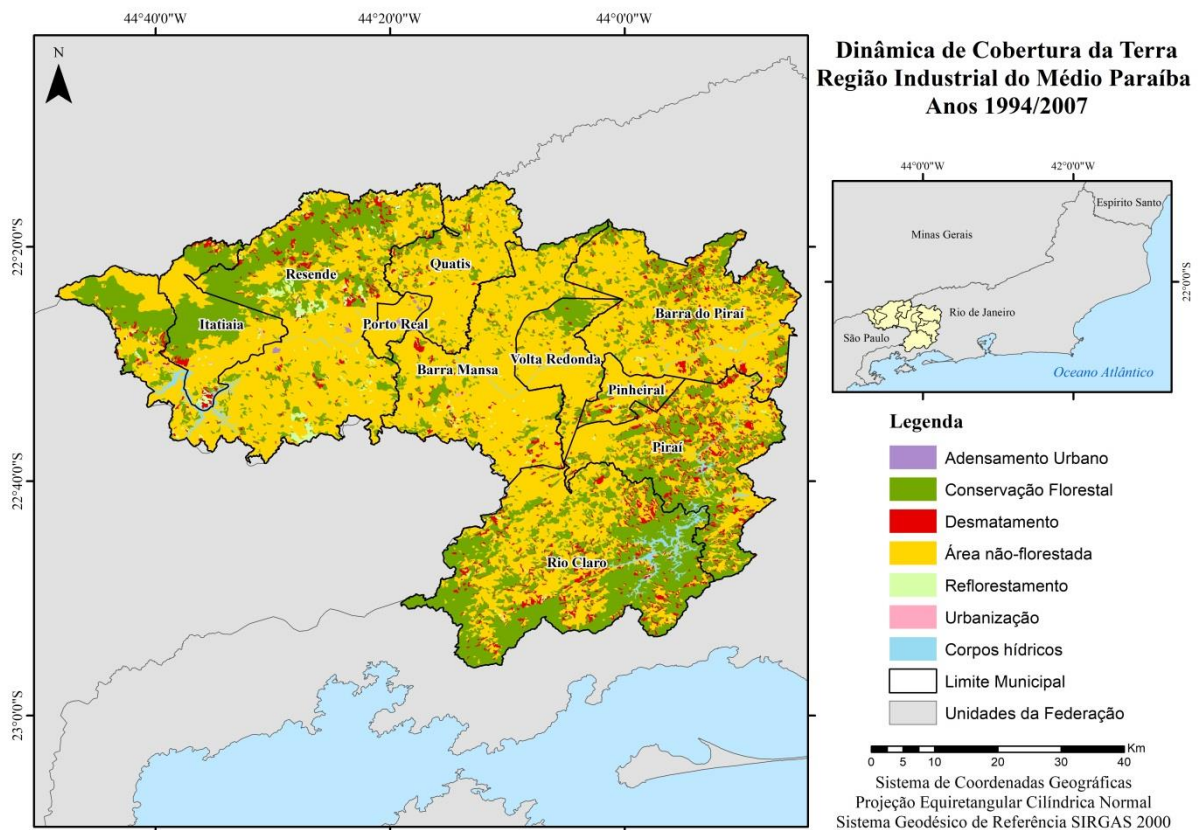 44°40'0"W
44°20'0"W
44°0'0"W
N
22°20'0"S
22°40'0"S
23°0'0"S
Resende
Quatis
Itatiaia
Porto Real
Barra do Piraí
Barra Mansa
Volta Redonda
Pinheiral
Piraí
Rio Claro
Dinâmica de Cobertura da Terra
Região Industrial do Médio Paraíba
Anos 1994/2007
44°0'0"W
42°0'0"W
Espírito Santo
Minas Gerais
22°0'0"S
Rio de Janeiro
São Paulo
Oceano Atlântico
Legenda
Adensamento Urbano
Conservação Florestal
Desmatamento
Área não-florestada
Reflorestamento
Urbanização
Corpos hídricos
Limite Municipal
Unidades da Federação
Km
0 5 10 20 30 40
Sistema de Coordenadas Geográficas
Projeção Equiretangular Cilíndrica Normal
Sistema Geodésico de Referência SIRGAS 2000